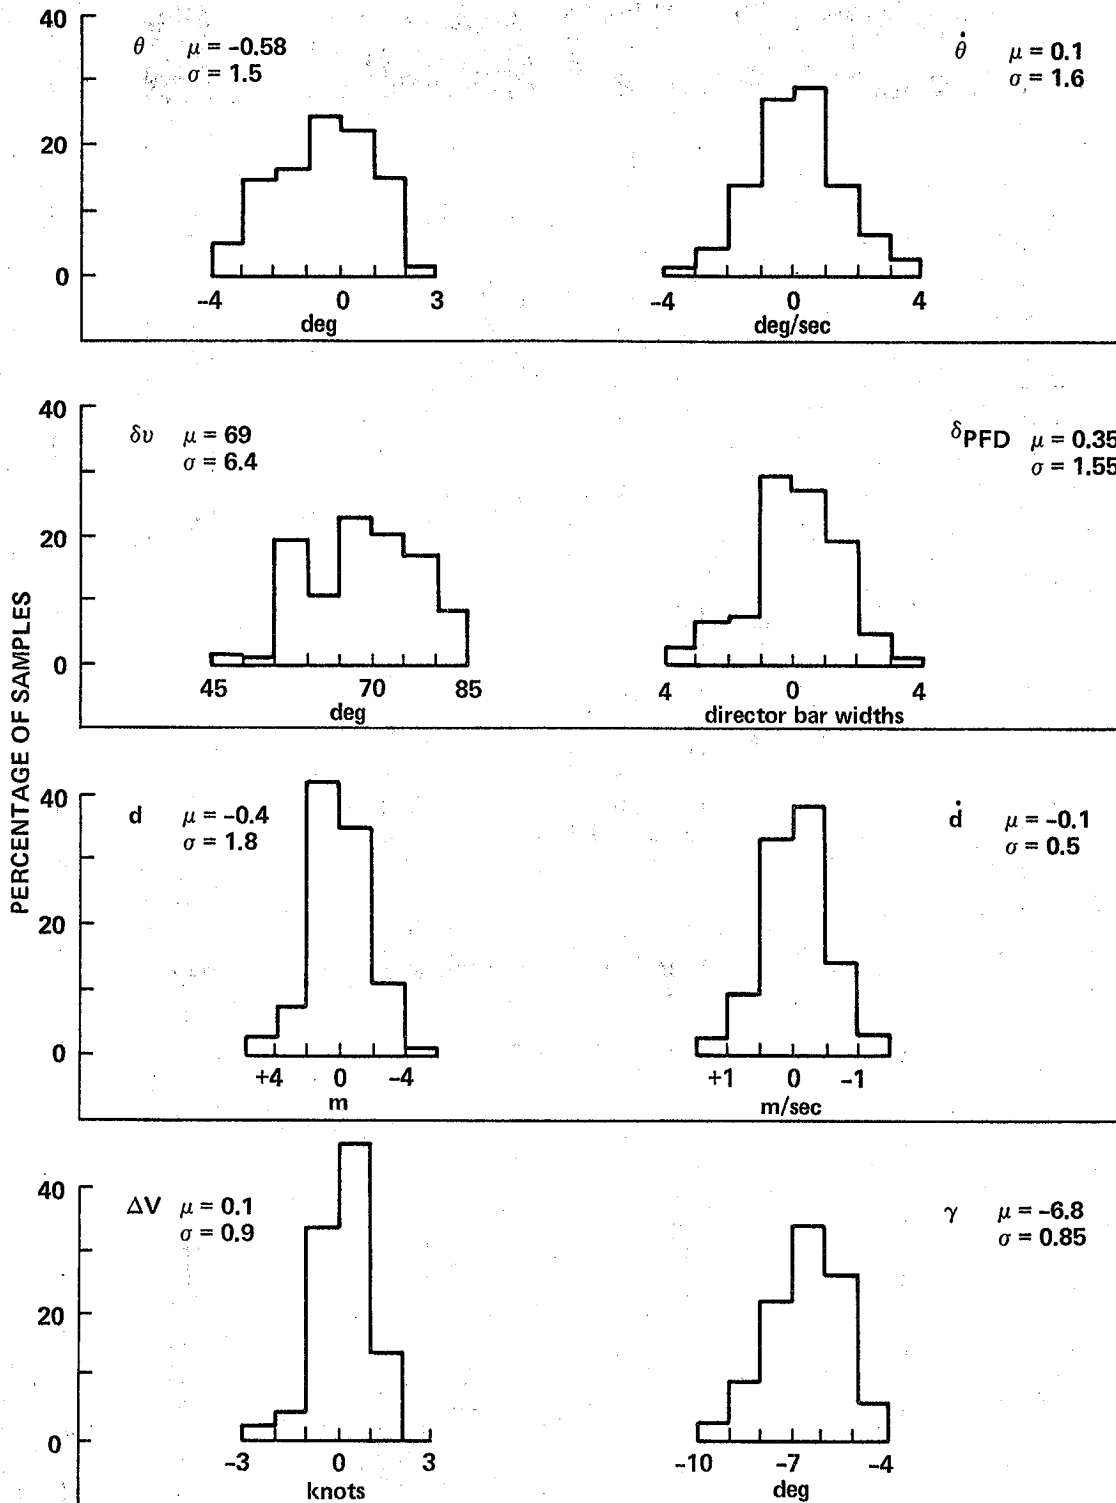 PERCENTAGE OF SAMPLES
40
20
0
θ μ = -0.58
σ = 1.5
-4 0 3
deg
θ̇ μ = 0.1
σ = 1.6
-4 0 4
deg/sec
40
20
0
δυ μ = 69
σ = 6.4
45 70 85
deg
δPFD μ = 0.35
σ = 1.55
4 0 4
director bar widths
40
20
0
d μ = -0.4
σ = 1.8
+4 0 -4
m
ḋ μ = -0.1
σ = 0.5
+1 0 -1
m/sec
40
20
0
ΔV μ = 0.1
σ = 0.9
-3 0 3
knots
γ μ = -6.8
σ = 0.85
-10 -7 -4
deg